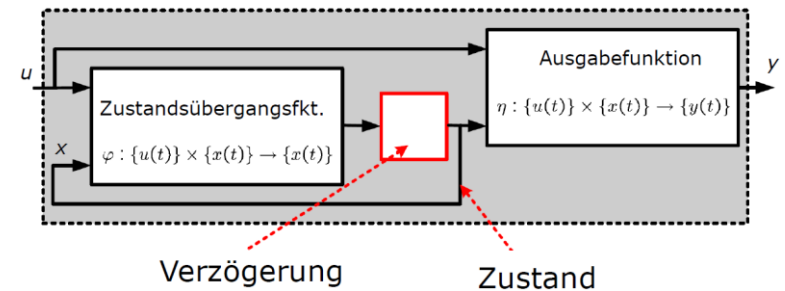 Ausgabefunktion
u
y
η : {u(t)} × {x(t)} → {y(t)}
Zustandsübergangsfkt.
x
φ : {u(t)} × {x(t)} → {x(t)}
Verzögerung
Zustand